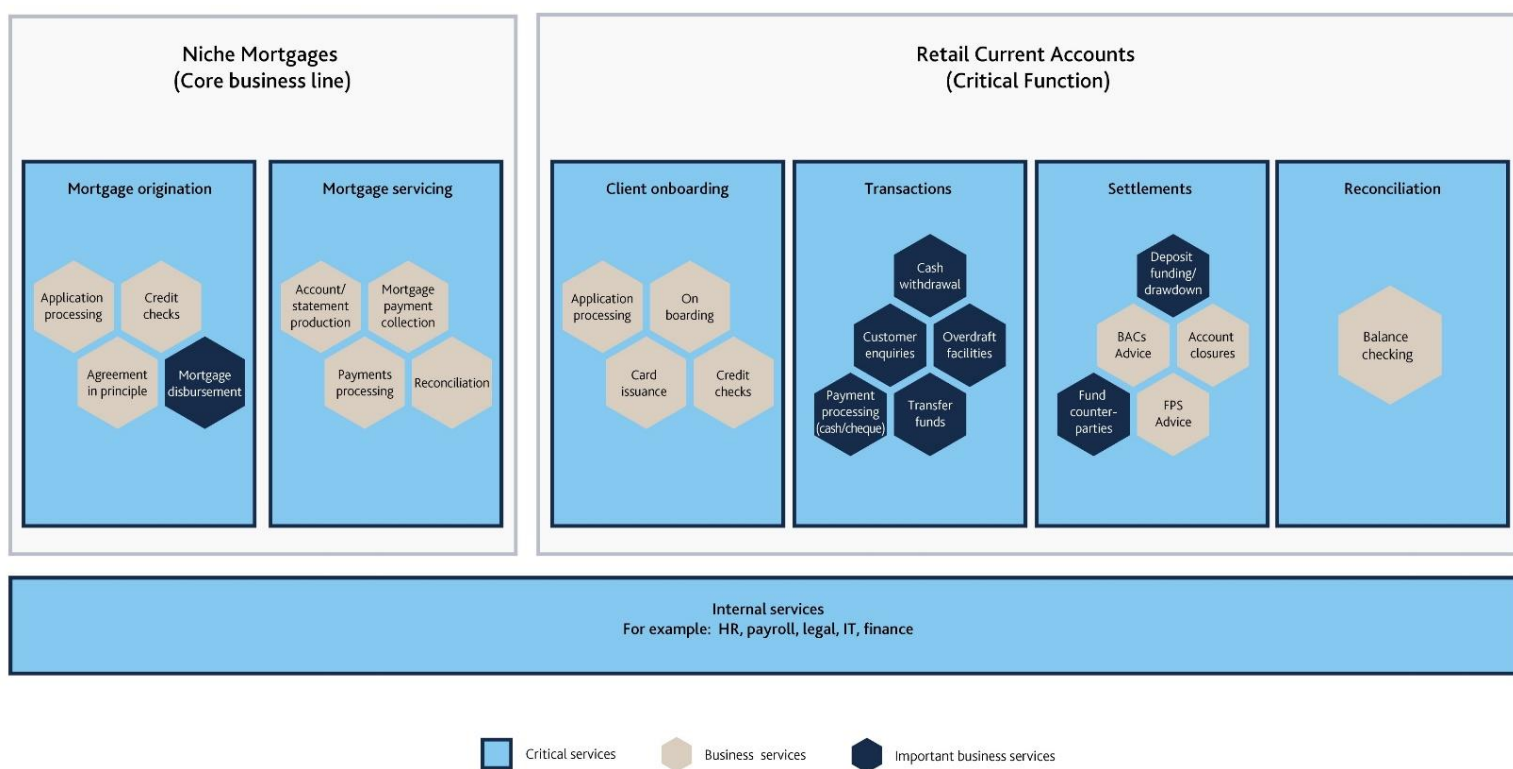 Niche Mortgages
(Core business line)
Retail Current Accounts
(Critical Function)
Mortgage origination
Application
processing
Credit
checks
Agreement
in principle
Mortgage
disbursement
Mortgage servicing
Account/
statement
production
Mortgage
payment
collection
Payments
processing
Reconciliation
Client onboarding
Application
processing
On
boarding
Card
issuance
Credit
checks
Transactions
Cash
withdrawal
Customer
enquiries
Overdraft
facilities
Payment
processing
(cash/cheque)
Transfer
funds
Settlements
Deposit
funding/
drawdown
BACs
Advice
Account
closures
Fund
counter-
parties
FPS
Advice
Reconciliation
Balance
checking
Internal services
For example: HR, payroll, legal, IT, finance
Critical services
Business services
Important business services